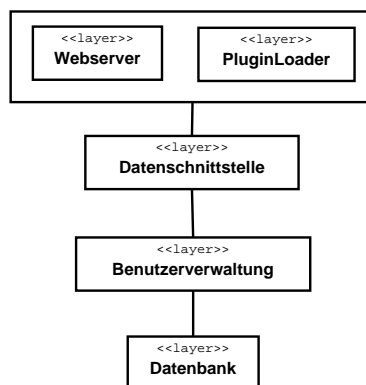 <<layer>>
Webserver
<<layer>>
PluginLoader
<<layer>>
Datenschnittstelle
<<layer>>
Benutzerverwaltung
<<layer>>
Datenbank